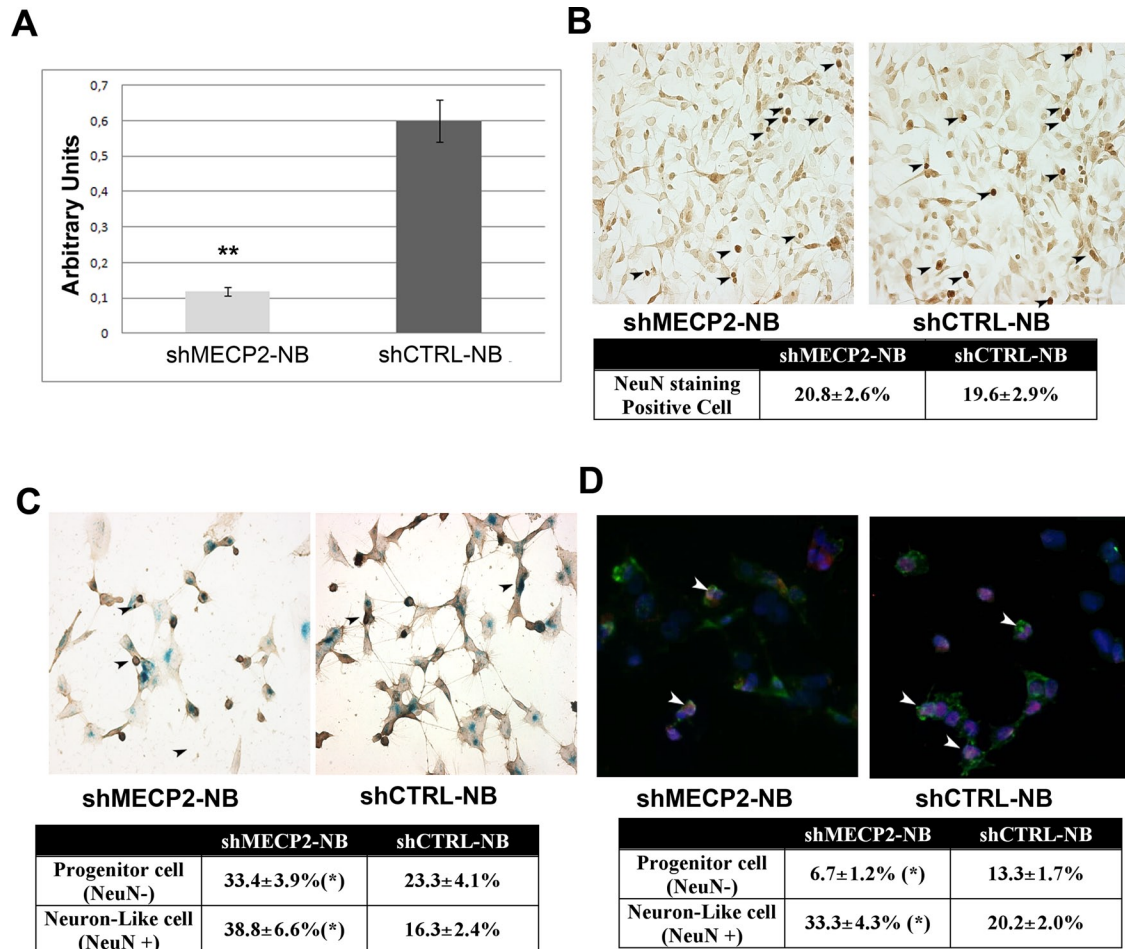 A
0,7
0,6
0,5
0,4
0,3
0,2
0,1
0
Arbitrary Units
**
shMECP2-NB
shCTRL-NB
B
shMECP2-NB
shCTRL-NB
shMECP2-NB shCTRL-NB
NeuN staining
Positive Cell
20.8±2.6% 19.6±2.9%
C
shMECP2-NB
shCTRL-NB
shMECP2-NB shCTRL-NB
Progenitor cell
(NeuN-)
33.4±3.9%(*) 23.3±4.1%
Neuron-Like cell
(NeuN +)
38.8±6.6%(*) 16.3±2.4%
D
shMECP2-NB
shCTRL-NB
shMECP2-NB shCTRL-NB
Progenitor cell
(NeuN-)
6.7±1.2% (*) 13.3±1.7%
Neuron-Like cell
(NeuN +)
33.3±4.3% (*) 20.2±2.0%